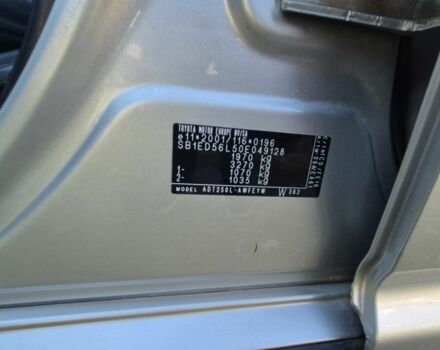 TOYOTA MOTOR EUROPE NV/SA
e11*2001/116*0196
SB1ED56L50E049128
1970 kg
3270 kg
1- 1070 kg
2- 1035 kg
MODEL ADT250L-AWFEYW W302